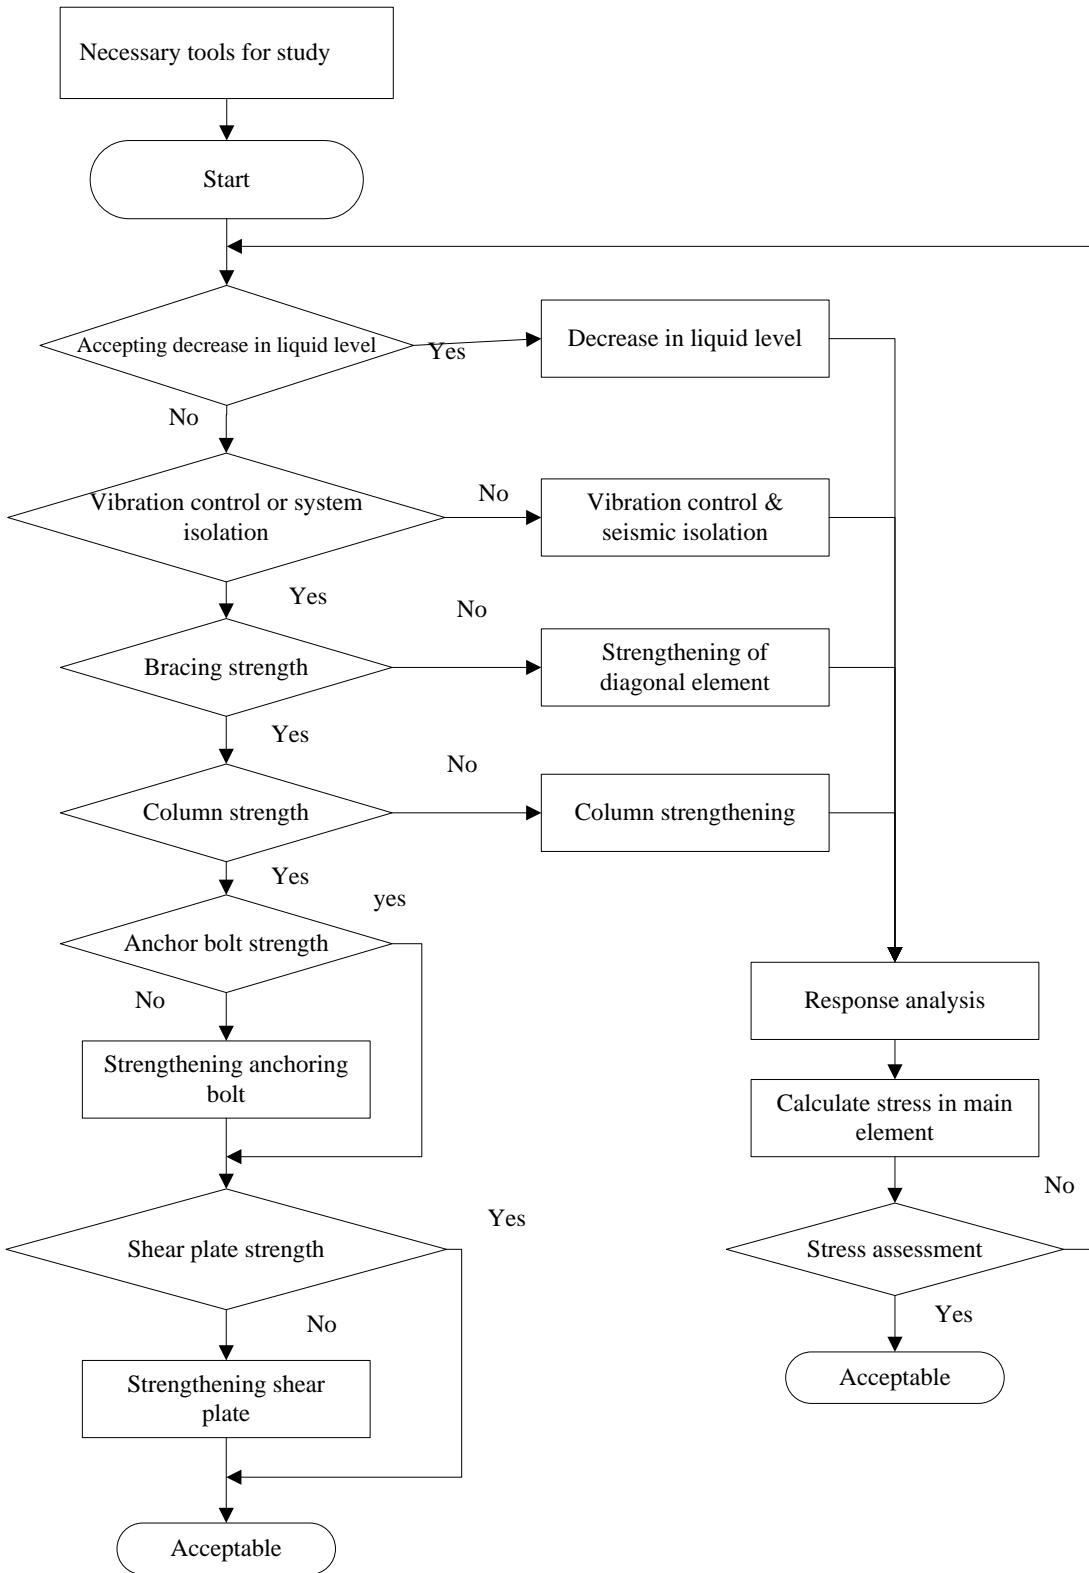 Necessary tools for study
Start
Accepting decrease in liquid level
Yes
Decrease in liquid level
No
Vibration control or system
isolation
No
Vibration control &
seismic isolation
Yes
No
Bracing strength
Strengthening of
diagonal element
Yes
No
Column strength
Column strengthening
Yes
yes
Anchor bolt strength
No
Response analysis
Strengthening anchoring
bolt
Calculate stress in main
element
No
Yes
Shear plate strength
Stress assessment
No
Yes
Strengthening shear
plate
Acceptable
Acceptable